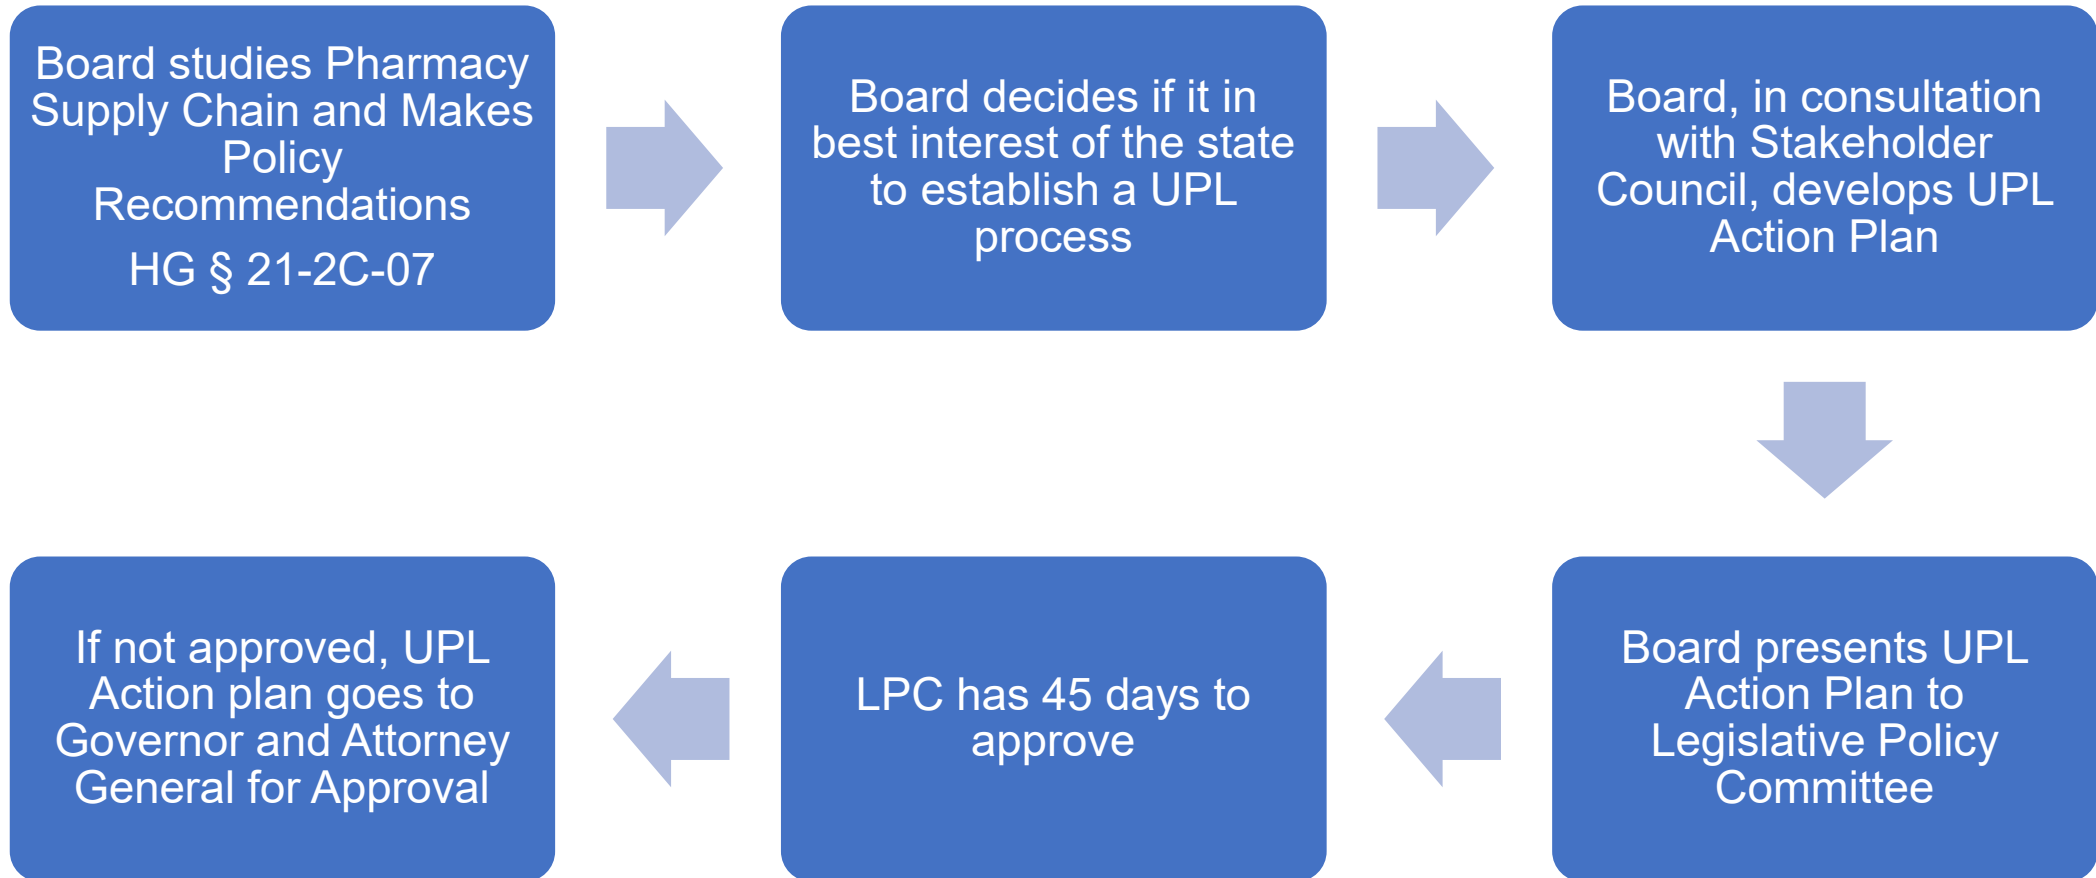 Board studies Pharmacy
Supply Chain and Makes
Policy
Recommendations
HG § 21-2C-07
Board decides if it in
best interest of the state
to establish a UPL
process
Board, in consultation
with Stakeholder
Council, develops UPL
Action Plan
Board presents UPL
Action Plan to
Legislative Policy
Committee
LPC has 45 days to
approve
If not approved, UPL
Action plan goes to
Governor and Attorney
General for Approval